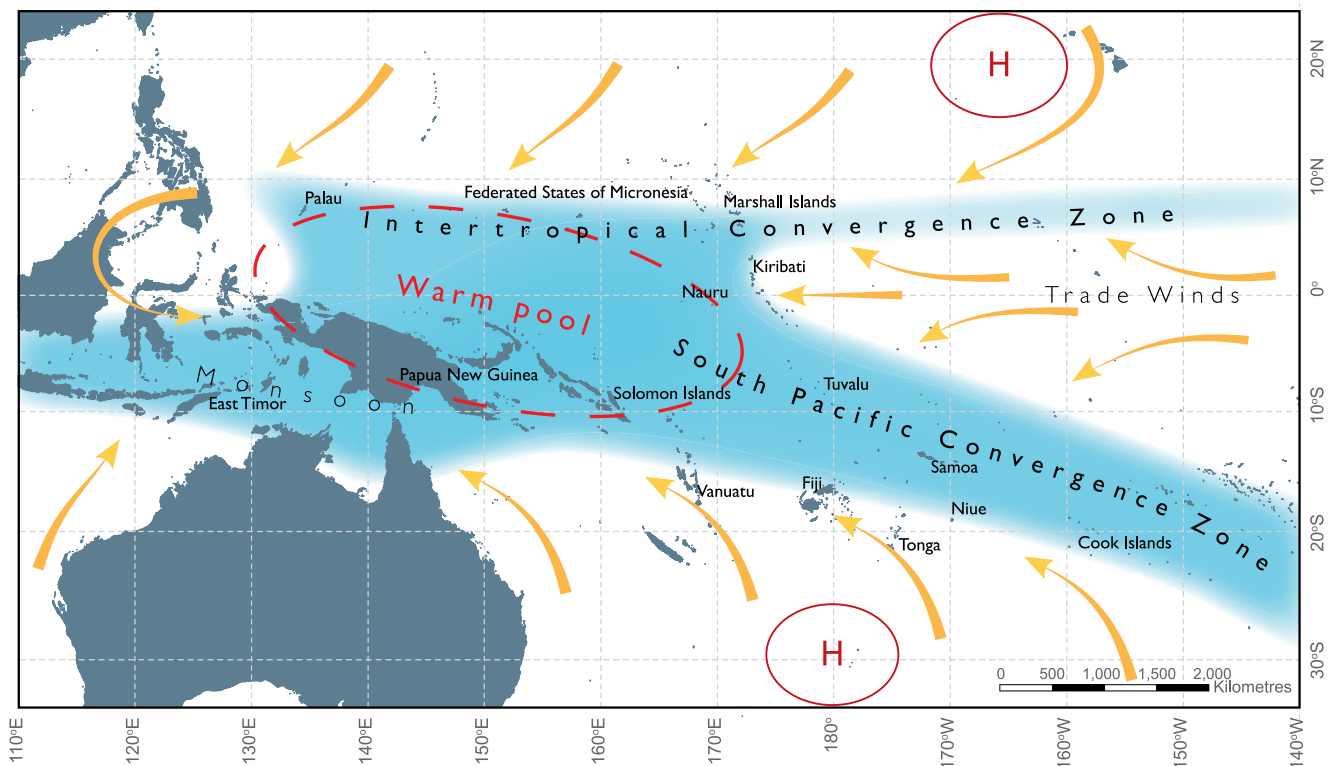 H
20°N
10°N
Palau
Federated States of Micronesia
Marshall Islands
Intertropical Convergence Zone
Kiribati
Warm pool
Nauru
Trade Winds
0°
South Pacific Convergence Zone
Monsoon
Papua New Guinea
East Timor
Solomon Islands
Tuvalu
10°S
Samoa
Vanuatu
Fiji
Niue
20°S
Tonga
Cook Islands
H
30°S
0 500 1,000 1,500 2,000
Kilometres
110°E 120°E 130°E 140°E 150°E 160°E 170°E 180° 170°W 160°W 150°W 140°W